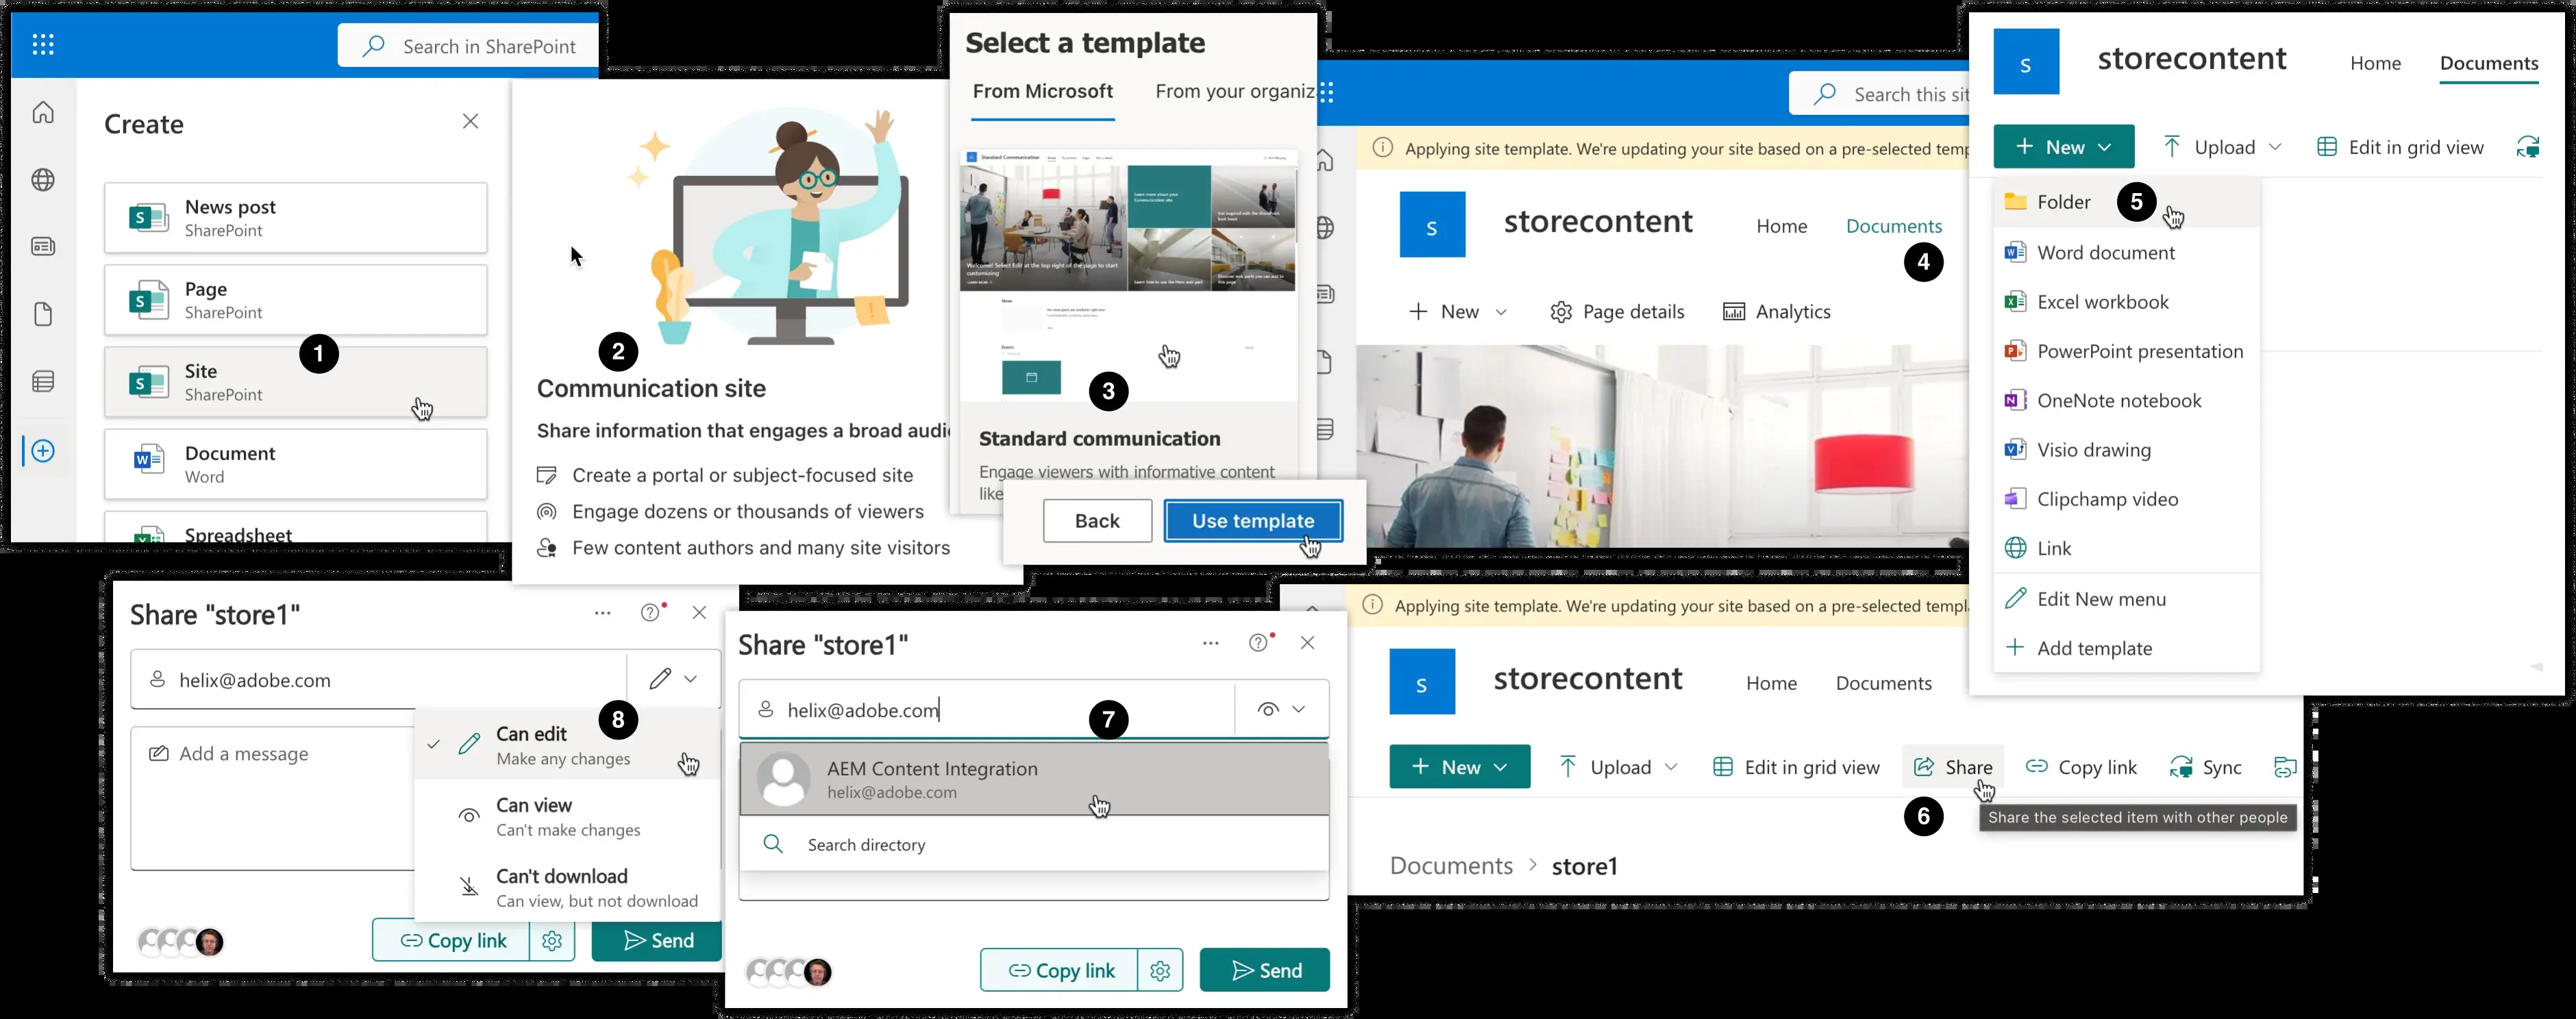 Search in SharePoint
Create
News post
SharePoint
Page
SharePoint
1
Site
SharePoint
Document
Word
Spreadsheet
2
Communication site
Share information that engages a broad audi
Create a portal or subject-focused site
Engage dozens or thousands of viewers
Few content authors and many site visitors
Select a template
From Microsoft
From your organiz
Standard Communication
3
Standard communication
Engage viewers with informative content
like
Back
Use template
Search this sit
Applying site template. We're updating your site based on a pre-selected temp
s
storecontent
Home
Documents
4
New
Page details
Analytics
s
storecontent
Home
Documents
New
Upload
Edit in grid view
Folder
5
Word document
Excel workbook
PowerPoint presentation
OneNote notebook
Visio drawing
Clipchamp video
Link
Edit New menu
Add template
Applying site template. We're updating your site based on a pre-selected templ
s
storecontent
Home
Documents
New
Upload
Edit in grid view
Share
Copy link
Sync
6
Share the selected item with other people
Documents > store1
Share "store1"
helix@adobe.com
7
AEM Content Integration
helix@adobe.com
Search directory
Copy link
Send
Share "store1"
helix@adobe.com
8
Add a message
Can edit
Make any changes
Can view
Can't make changes
Can't download
Can view, but not download
Copy link
Send